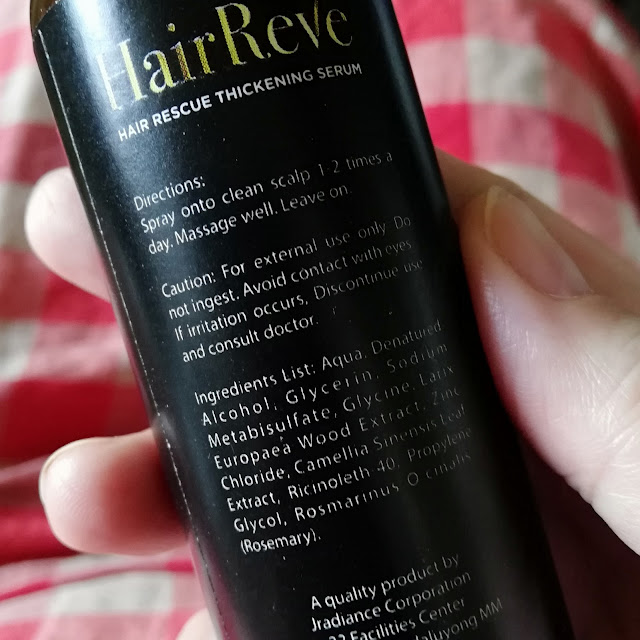 HairReve
HAIR RESCUE THICKENING SERUM
Directions:
Spray onto clean scalp 1-2 times a
day. Massage well. Leave on.
Caution: For external use only. Do
not ingest. Avoid contact with eyes.
If irritation occurs, Discontinue use
and consult doctor.
Ingredients List: Aqua, Denatured
Alcohol, Glycerin, Sodium
Metabisulfate, Glycine, Larix
Europaea Wood Extract, Zinc
Chloride, Camellia Sinensis Leaf
Extract, Ricinoleth 40, Propylene
Glycol, Rosmarinus O cinalis
(Rosemary).
A quality product by
Jradiance Corporation
Facilities Center
MM